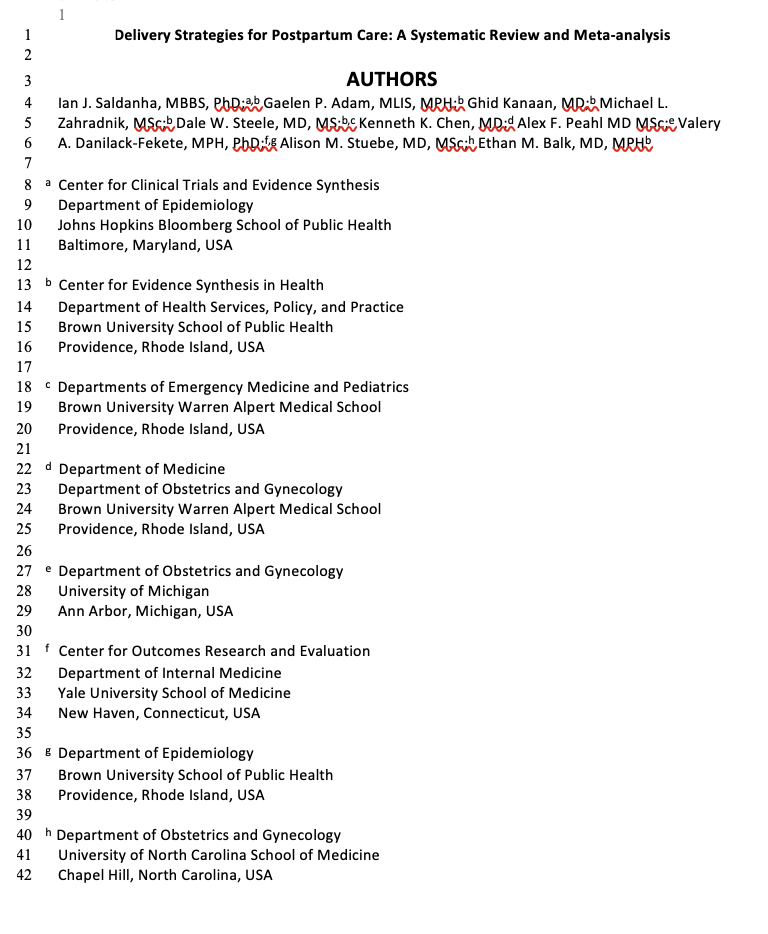 1
1 Delivery Strategies for Postpartum Care: A Systematic Review and Meta-analysis
2
3 AUTHORS
4 Ian J. Saldanha, MBBS, PhD;a,b Gaelen P. Adam, MLIS, MPH;b Ghid Kanaan, MD;b Michael L.
5 Zahradnik, MSc;b Dale W. Steele, MD, MS;b,c Kenneth K. Chen, MD;d Alex F. Peahl MD MSc;e Valery
6 A. Danilack-Fekete, MPH, PhD;f,g Alison M. Stuebe, MD, MSc;h Ethan M. Balk, MD, MPHb
7
8 a Center for Clinical Trials and Evidence Synthesis
9 Department of Epidemiology
10 Johns Hopkins Bloomberg School of Public Health
11 Baltimore, Maryland, USA
12
13 b Center for Evidence Synthesis in Health
14 Department of Health Services, Policy, and Practice
15 Brown University School of Public Health
16 Providence, Rhode Island, USA
17
18 c Departments of Emergency Medicine and Pediatrics
19 Brown University Warren Alpert Medical School
20 Providence, Rhode Island, USA
21
22 d Department of Medicine
23 Department of Obstetrics and Gynecology
24 Brown University Warren Alpert Medical School
25 Providence, Rhode Island, USA
26
27 e Department of Obstetrics and Gynecology
28 University of Michigan
29 Ann Arbor, Michigan, USA
30
31 f Center for Outcomes Research and Evaluation
32 Department of Internal Medicine
33 Yale University School of Medicine
34 New Haven, Connecticut, USA
35
36 g Department of Epidemiology
37 Brown University School of Public Health
38 Providence, Rhode Island, USA
39
40 h Department of Obstetrics and Gynecology
41 University of North Carolina School of Medicine
42 Chapel Hill, North Carolina, USA